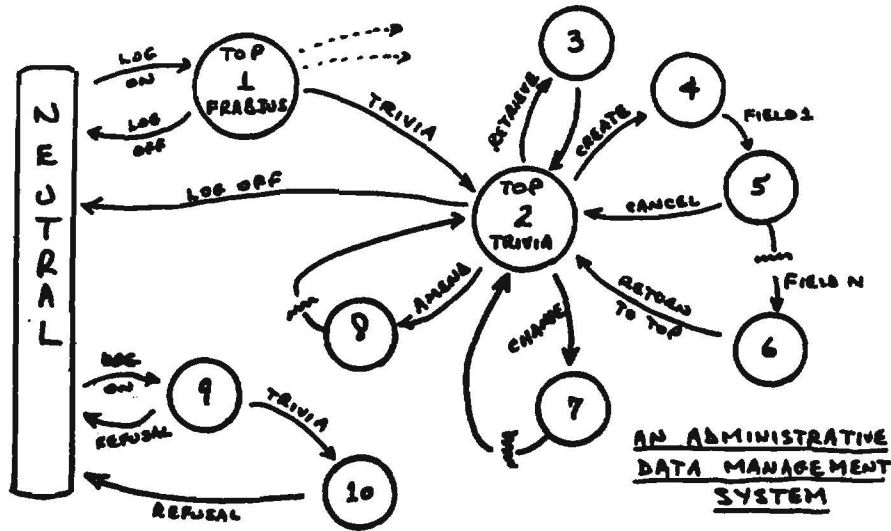 NEUTRAL
LOG
ON
TOP
1
FRABJUS
LOG
OFF
TRIVIA
LOG OFF
TOP
2
TRIVIA
RETRIEVE
3
CREATE
4
FIELD 1
5
CANCEL
FIELD N
6
RETURN
TO TOP
CHANGE
7
AMEND
8
LOG
ON
REFUSAL
9
TRIVIA
10
REFUSAL
AN ADMINISTRATIVE
DATA MANAGEMENT
SYSTEM